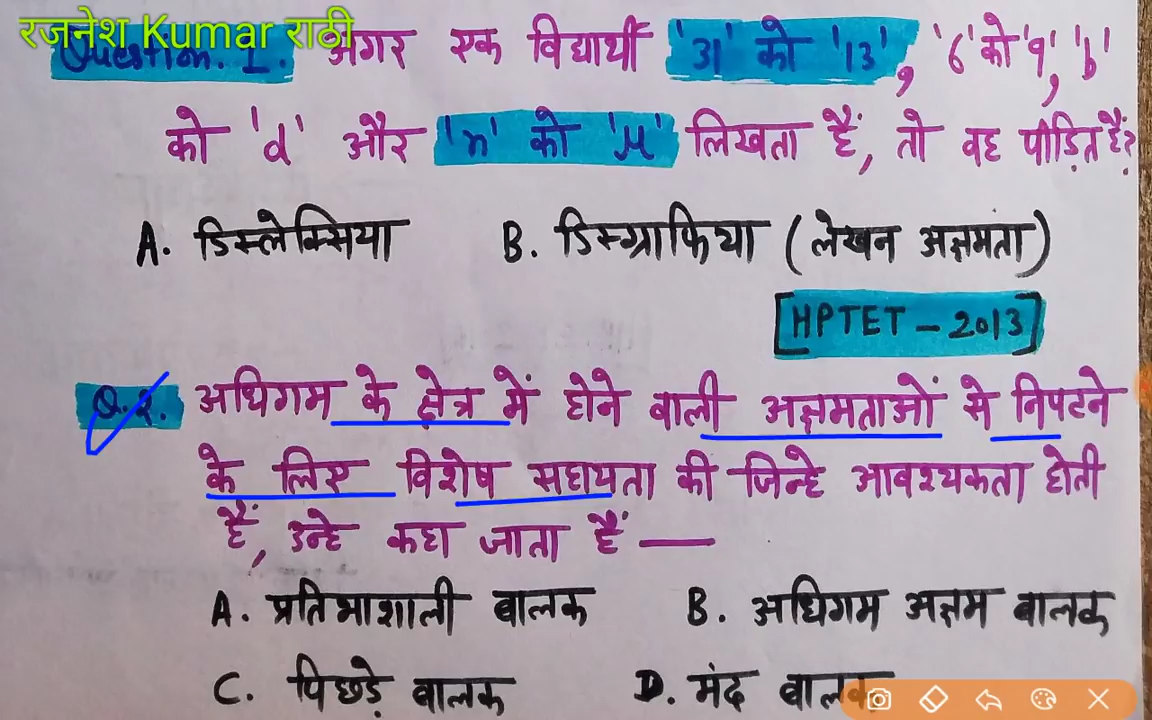 रजनेश Kumar राठी
Question. 1. अगर एक विद्यार्थी '31' को '13', '6' को '9', 'b'
को 'd' और 'n' को 'μ' लिखता हैं, तो वह पीड़ित हैं?
A. डिस्लेक्सिया B. डिस्ग्राफिया (लेखन अक्षमता)
[HPTET - 2013]
Q.2. अधिगम के क्षेत्र में होने वाली अक्षमताओं से निपटने
के लिए विशेष सहायता की जिन्हे आवश्यकता होती
हैं, उन्हे कहा जाता हैं —
A. प्रतिभाशाली बालक B. अधिगम अक्षम बालक
C. पिछड़े बालक D. मंद बालक